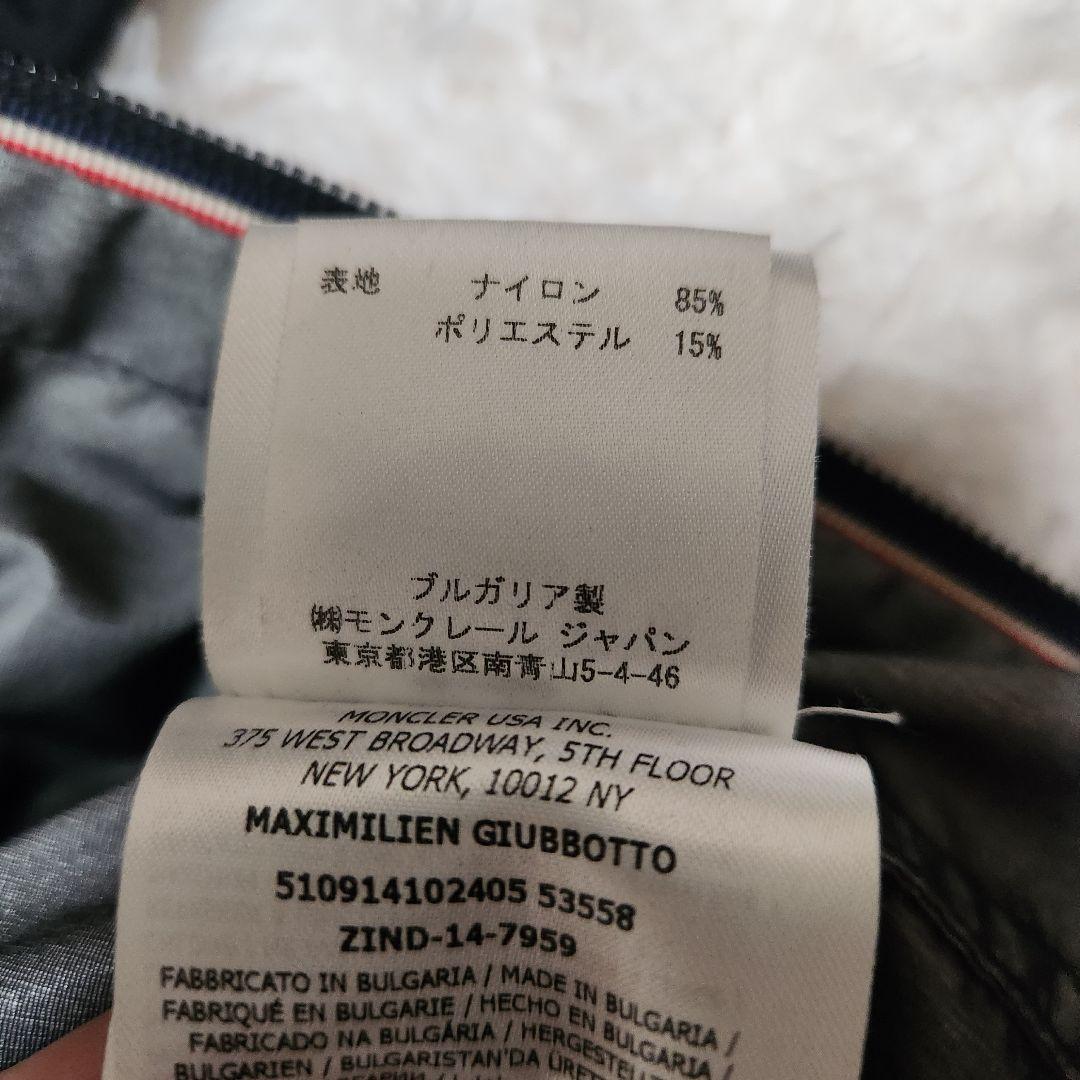 表地 ナイロン 85%
ポリエステル 15%
ブルガリア製
㈱モンクレール ジャパン
東京都港区南青山5-4-46
MONCLER USA INC.
375 WEST BROADWAY, 5TH FLOOR
NEW YORK, 10012 NY
MAXIMILIEN GIUBBOTTO
510914102405 53558
ZIND-14-7959
FABBRICATO IN BULGARIA / MADE IN BULGARIA /
FABRIQUÉ EN BULGARIE / HECHO EN BULGARIA /
FABRICADO NA BULGÁRIA / HERGESTELLT
BULGARIEN / BULGARISTAN'DA